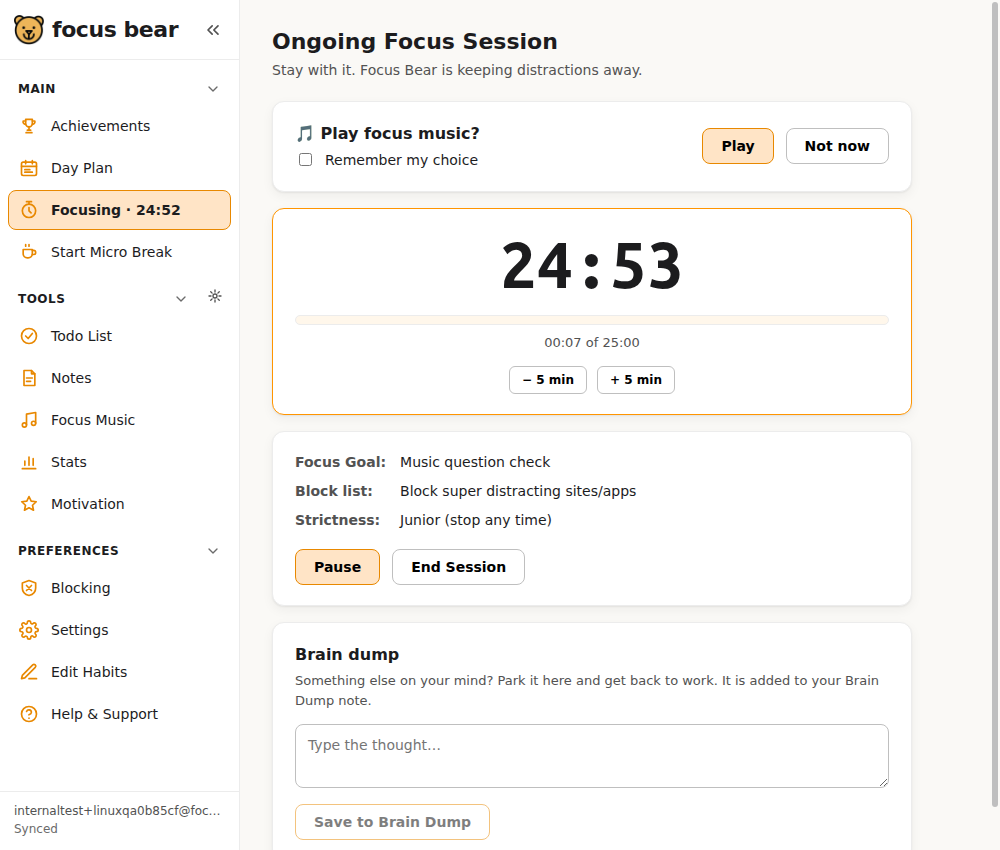 focus bear
MAIN
Achievements
Day Plan
Focusing · 24:52
Start Micro Break
TOOLS
Todo List
Notes
Focus Music
Stats
Motivation
PREFERENCES
Blocking
Settings
Edit Habits
Help & Support
internaltest+linuxqa0b85cf@foc...
Synced
Ongoing Focus Session
Stay with it. Focus Bear is keeping distractions away.
🎵 Play focus music?
Remember my choice
Play
Not now
24:53
00:07 of 25:00
− 5 min
+ 5 min
Focus Goal: Music question check
Block list: Block super distracting sites/apps
Strictness: Junior (stop any time)
Pause
End Session
Brain dump
Something else on your mind? Park it here and get back to work. It is added to your Brain
Dump note.
Type the thought...
Save to Brain Dump